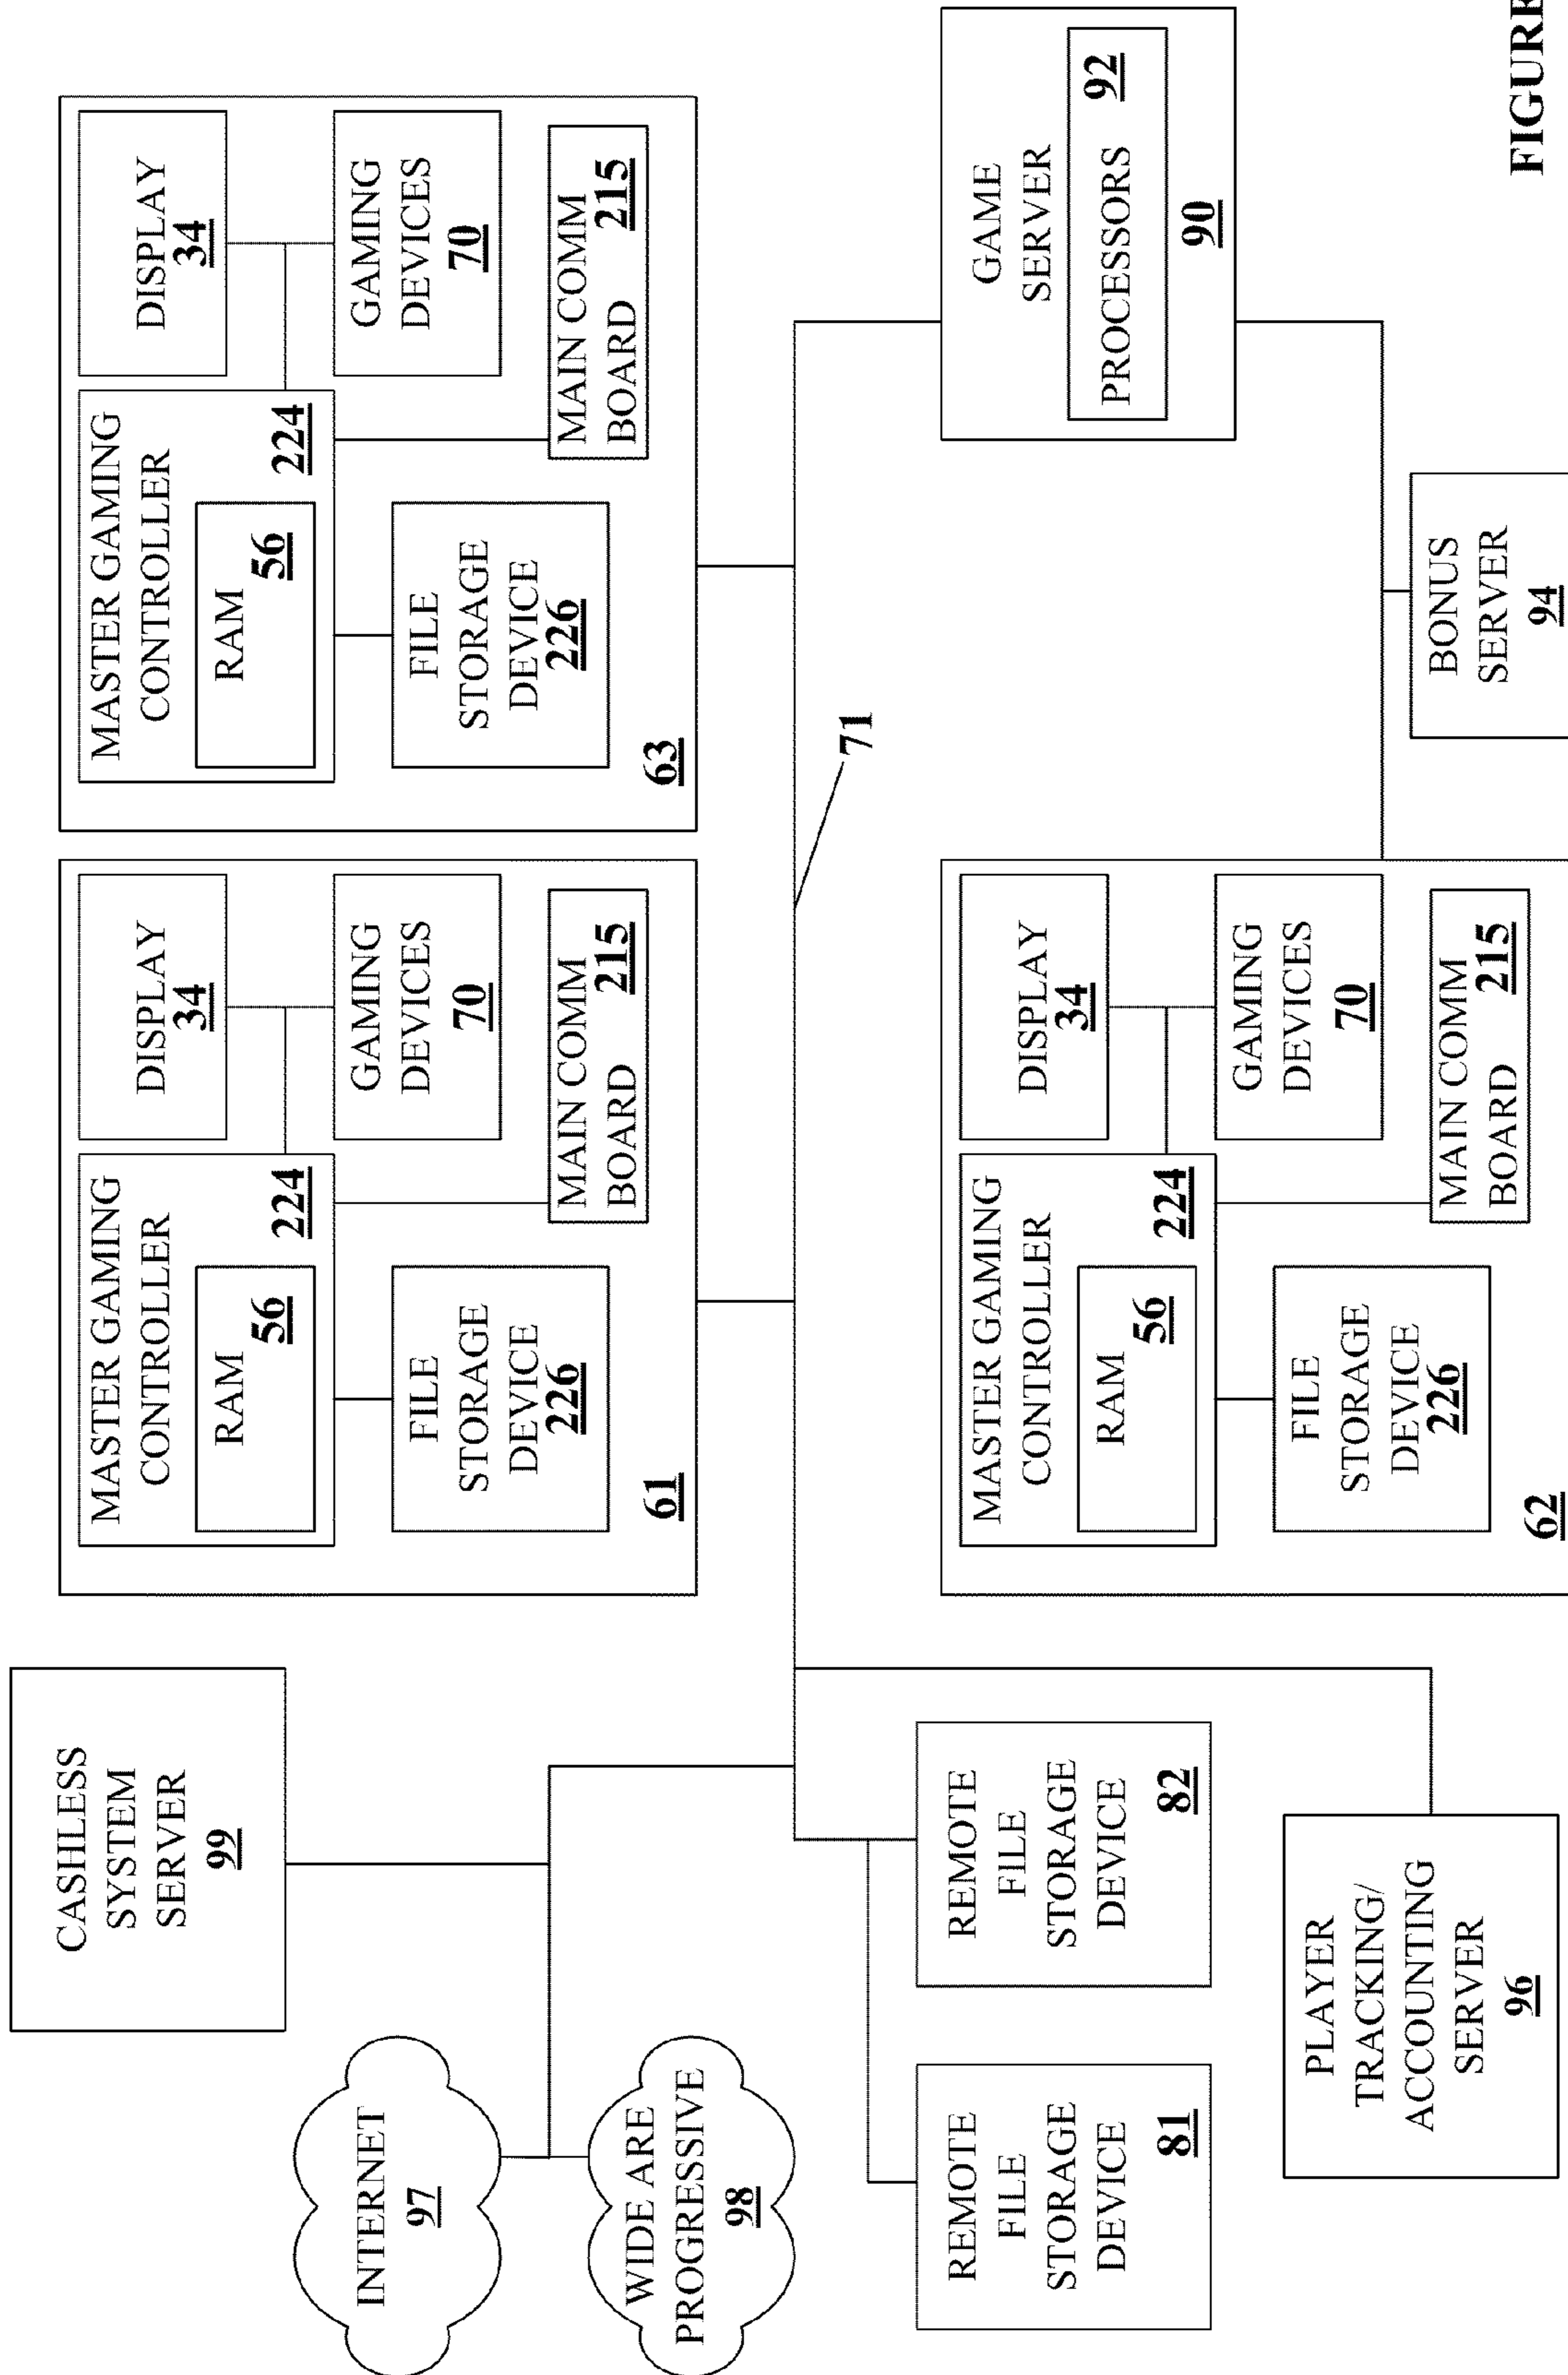 CASHLESS
SYSTEM
SERVER
99
INTERNET
97
WIDE ARE
PROGRESSIVE
98
REMOTE
FILE
STORAGE
DEVICE
81
REMOTE
FILE
STORAGE
DEVICE
82
PLAYER
TRACKING/
ACCOUNTING
SERVER
96
MASTER GAMING
CONTROLLER
224
RAM
56
FILE
STORAGE
DEVICE
226
DISPLAY
34
GAMING
DEVICES
70
MAIN COMM
BOARD 215
61
MASTER GAMING
CONTROLLER
224
RAM
56
FILE
STORAGE
DEVICE
226
DISPLAY
34
GAMING
DEVICES
70
MAIN COMM
BOARD 215
63
71
MASTER GAMING
CONTROLLER
224
RAM
56
FILE
STORAGE
DEVICE
226
DISPLAY
34
GAMING
DEVICES
70
MAIN COMM
BOARD 215
62
GAME
SERVER
PROCESSORS 92
90
BONUS
SERVER
94
FIGURE